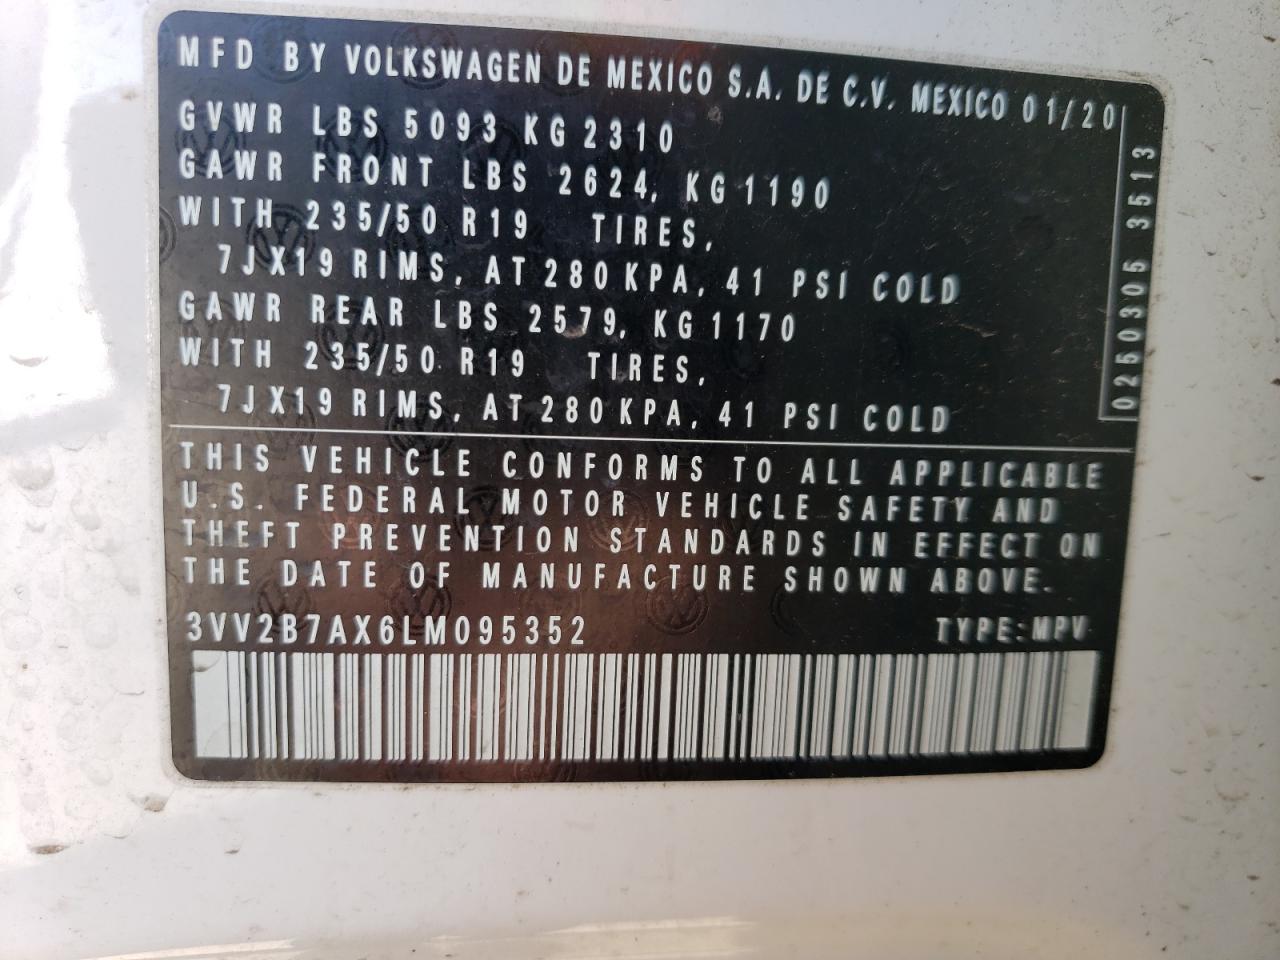 MFD BY VOLKSWAGEN DE MEXICO S.A. DE C.V. MEXICO 01/20
GVWR LBS 5093 KG 2310
GAWR FRONT LBS 2624, KG 1190
WITH 235/50 R19 TIRES,
7JX19 RIMS, AT 280 KPA, 41 PSI COLD
GAWR REAR LBS 2579, KG 1170
WITH 235/50 R19 TIRES,
7JX19 RIMS, AT 280 KPA, 41 PSI COLD
0250305 3513
THIS VEHICLE CONFORMS TO ALL APPLICABLE
U.S. FEDERAL MOTOR VEHICLE SAFETY AND
THEFT PREVENTION STANDARDS IN EFFECT ON
THE DATE OF MANUFACTURE SHOWN ABOVE.
3VV2B7AX6LM095352 TYPE: MPV